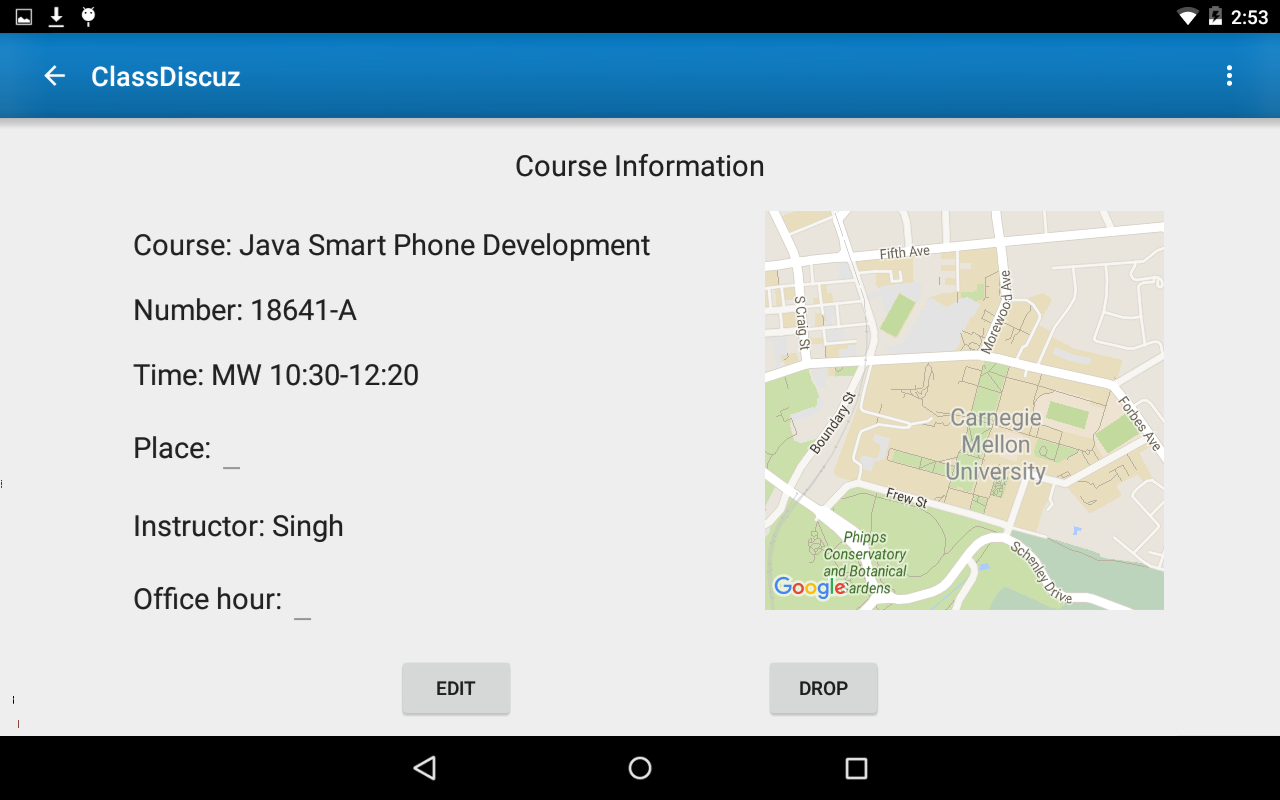 2:53
ClassDiscuz
Course Information
Course: Java Smart Phone Development
Number: 18641-A
Time: MW 10:30-12:20
Place:
Instructor: Singh
Office hour:
Fifth Ave
S Craig St
Morewood Ave
Boundary St
Forbes Ave
Carnegie
Mellon
University
Frew St
Phipps
Conservatory
and Botanical
Gardens
Google
Schenley Drive
EDIT
DROP